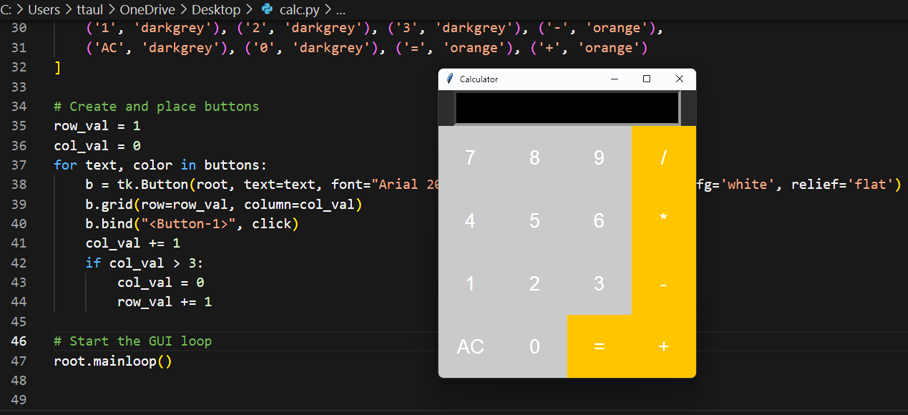 C: > Users > ttaul > OneDrive > Desktop > calc.py > ...
30 ('1', 'darkgrey'), ('2', 'darkgrey'), ('3', 'darkgrey'), ('-', 'orange'),
31 ('AC', 'darkgrey'), ('0', 'darkgrey'), ('=', 'orange'), ('+', 'orange')
32 ]
33
34 # Create and place buttons
35 row_val = 1
36 col_val = 0
37 for text, color in buttons:
38 b = tk.Button(root, text=text, font="Arial 20 fg='white', relief='flat')
39 b.grid(row=row_val, column=col_val)
40 b.bind("<Button-1>", click)
41 col_val += 1
42 if col_val > 3:
43 col_val = 0
44 row_val += 1
45
46 # Start the GUI loop
47 root.mainloop()
48
49
Calculator
7 8 9 /
4 5 6 *
1 2 3 -
AC 0 = +